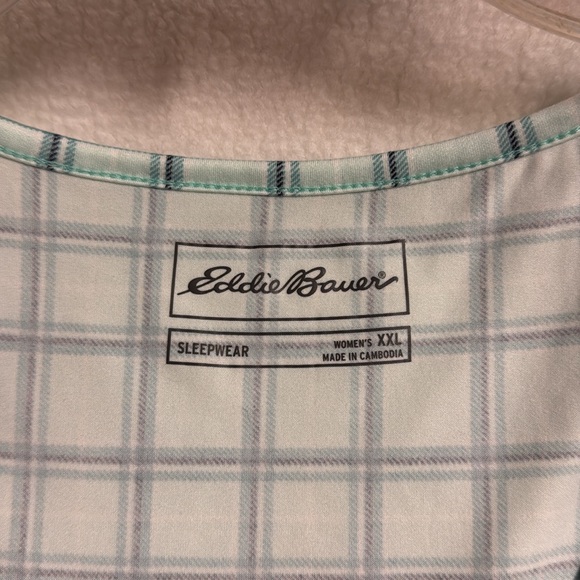 Eddie Bauer®
SLEEPWEAR
WOMEN'S XXL
MADE IN CAMBODIA